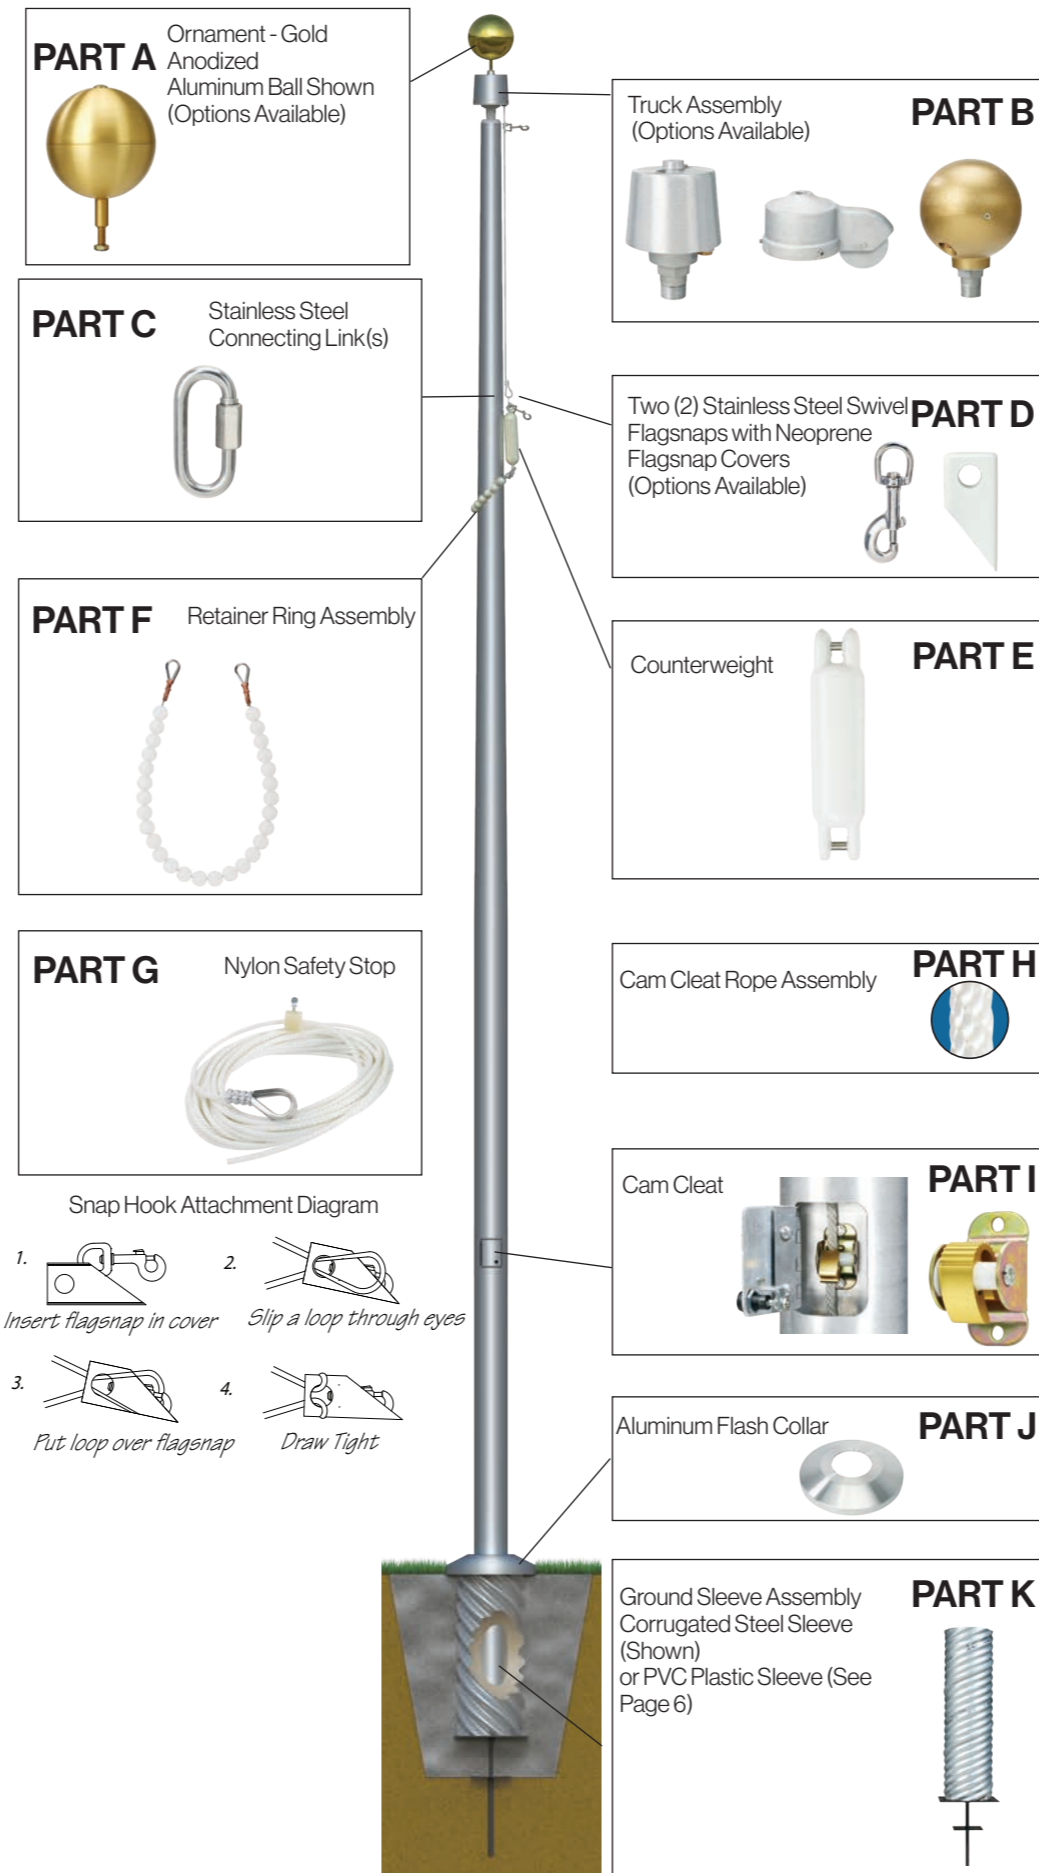 PART A
Ornament - Gold
Anodized
Aluminum Ball Shown
(Options Available)
Truck Assembly
(Options Available)
PART B
PART C
Stainless Steel
Connecting Link(s)
Two (2) Stainless Steel Swivel
Flagsnaps with Neoprene
Flagsnap Covers
(Options Available)
PART D
PART F
Retainer Ring Assembly
Counterweight
PART E
PART G
Nylon Safety Stop
Cam Cleat Rope Assembly
PART H
Cam Cleat
PART I
Snap Hook Attachment Diagram
1.
Insert flagsnap in cover
2.
Slip a loop through eyes
3.
Put loop over flagsnap
4.
Draw Tight
Aluminum Flash Collar
PART J
Ground Sleeve Assembly
Corrugated Steel Sleeve
(Shown)
or PVC Plastic Sleeve (See
Page 6)
PART K